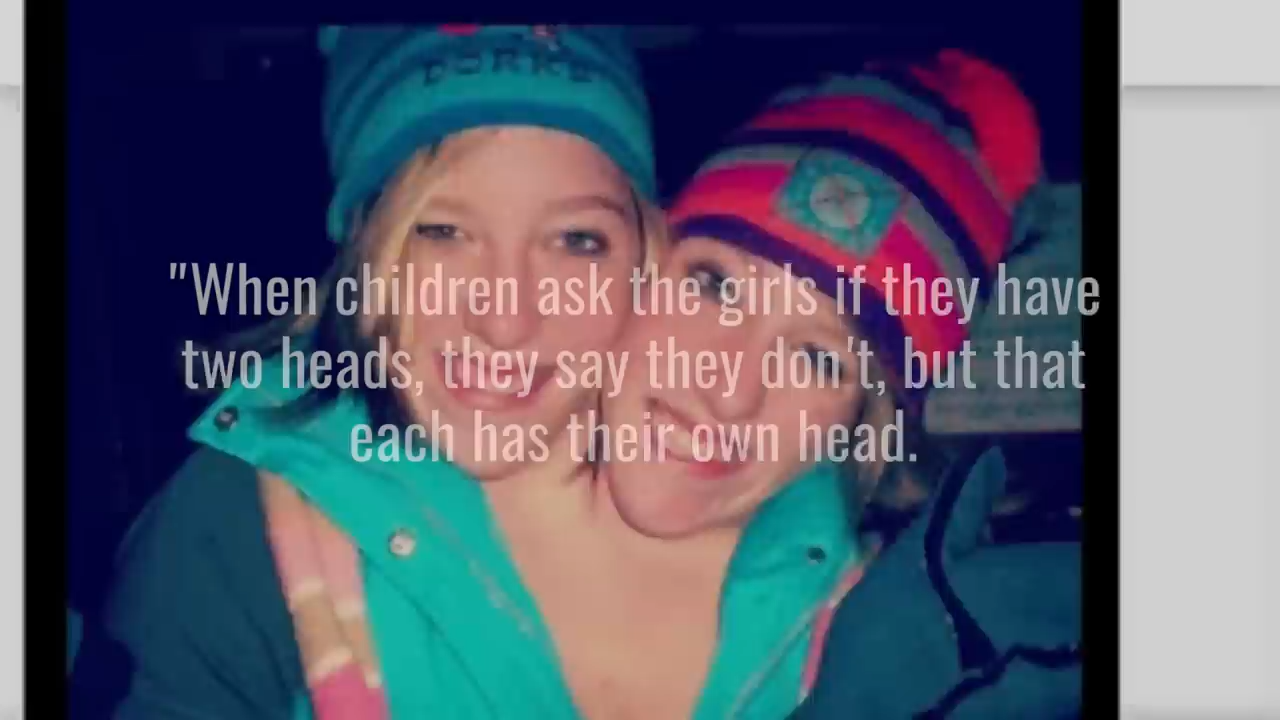 "When children ask the girls if they have
two heads, they say they don't, but that
each has their own head.